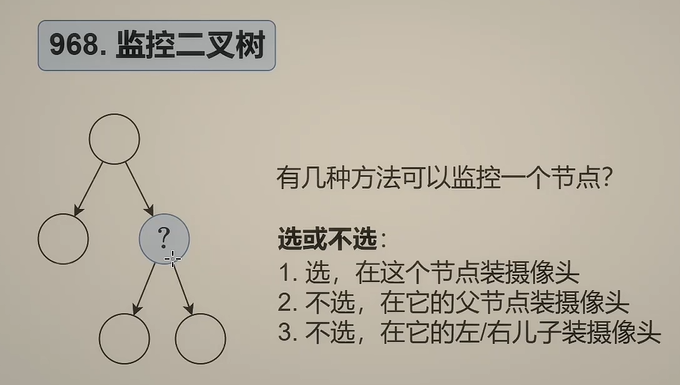 968. 监控二叉树
有几种方法可以监控一个节点?
?
选或不选：
1. 选，在这个节点装摄像头
2. 不选，在它的父节点装摄像头
3. 不选，在它的左/右儿子装摄像头